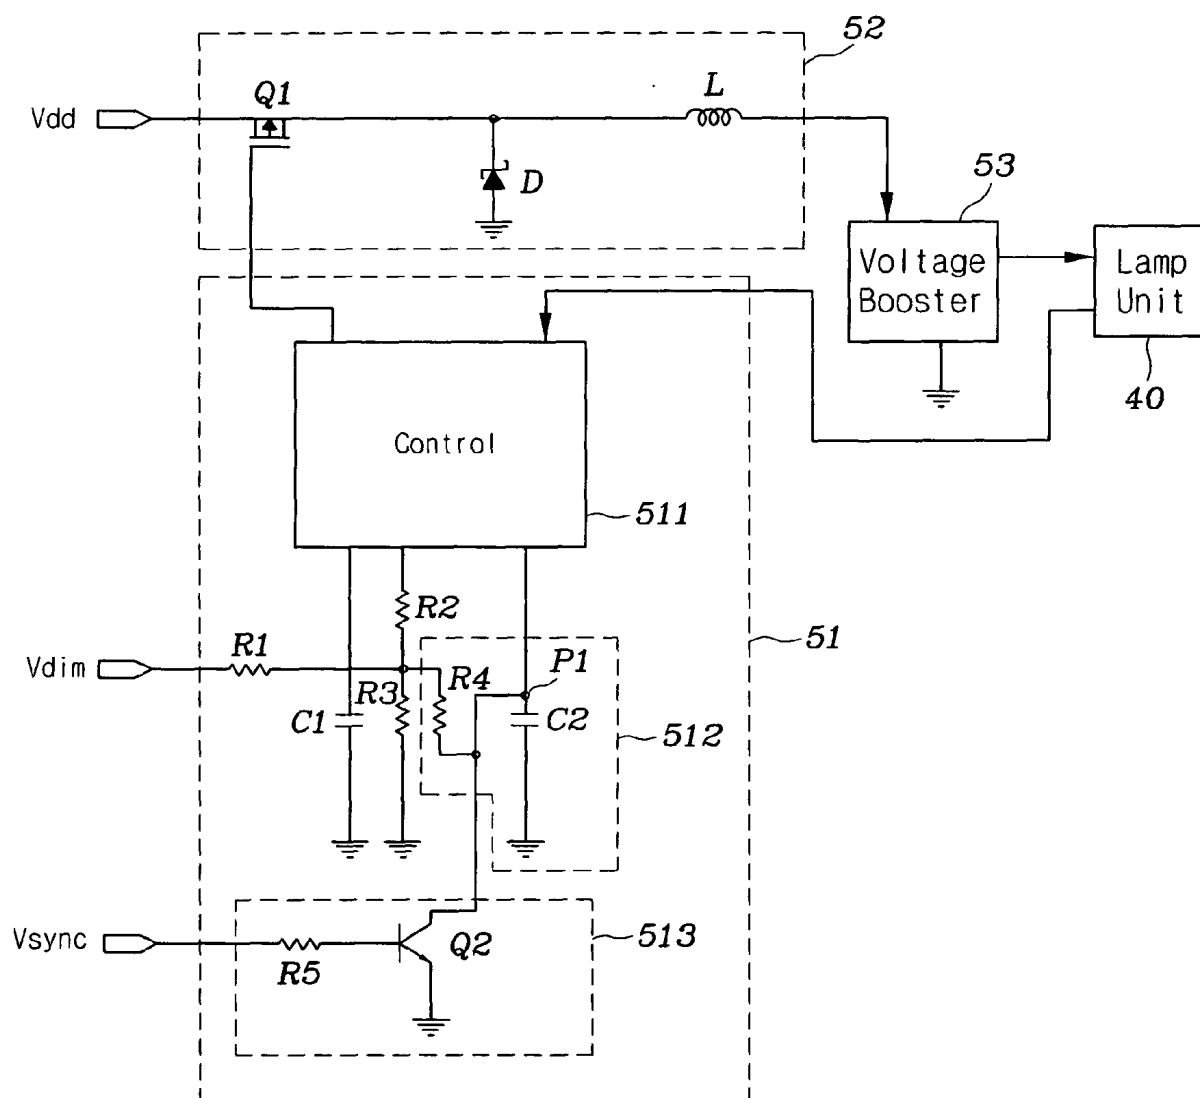 52
Vdd
Q1
L
D
53
Voltage
Booster
Lamp
Unit
40
Control
511
R2
R1
Vdim
R3
R4
P1
C1
C2
51
512
Vsync
R5
Q2
513